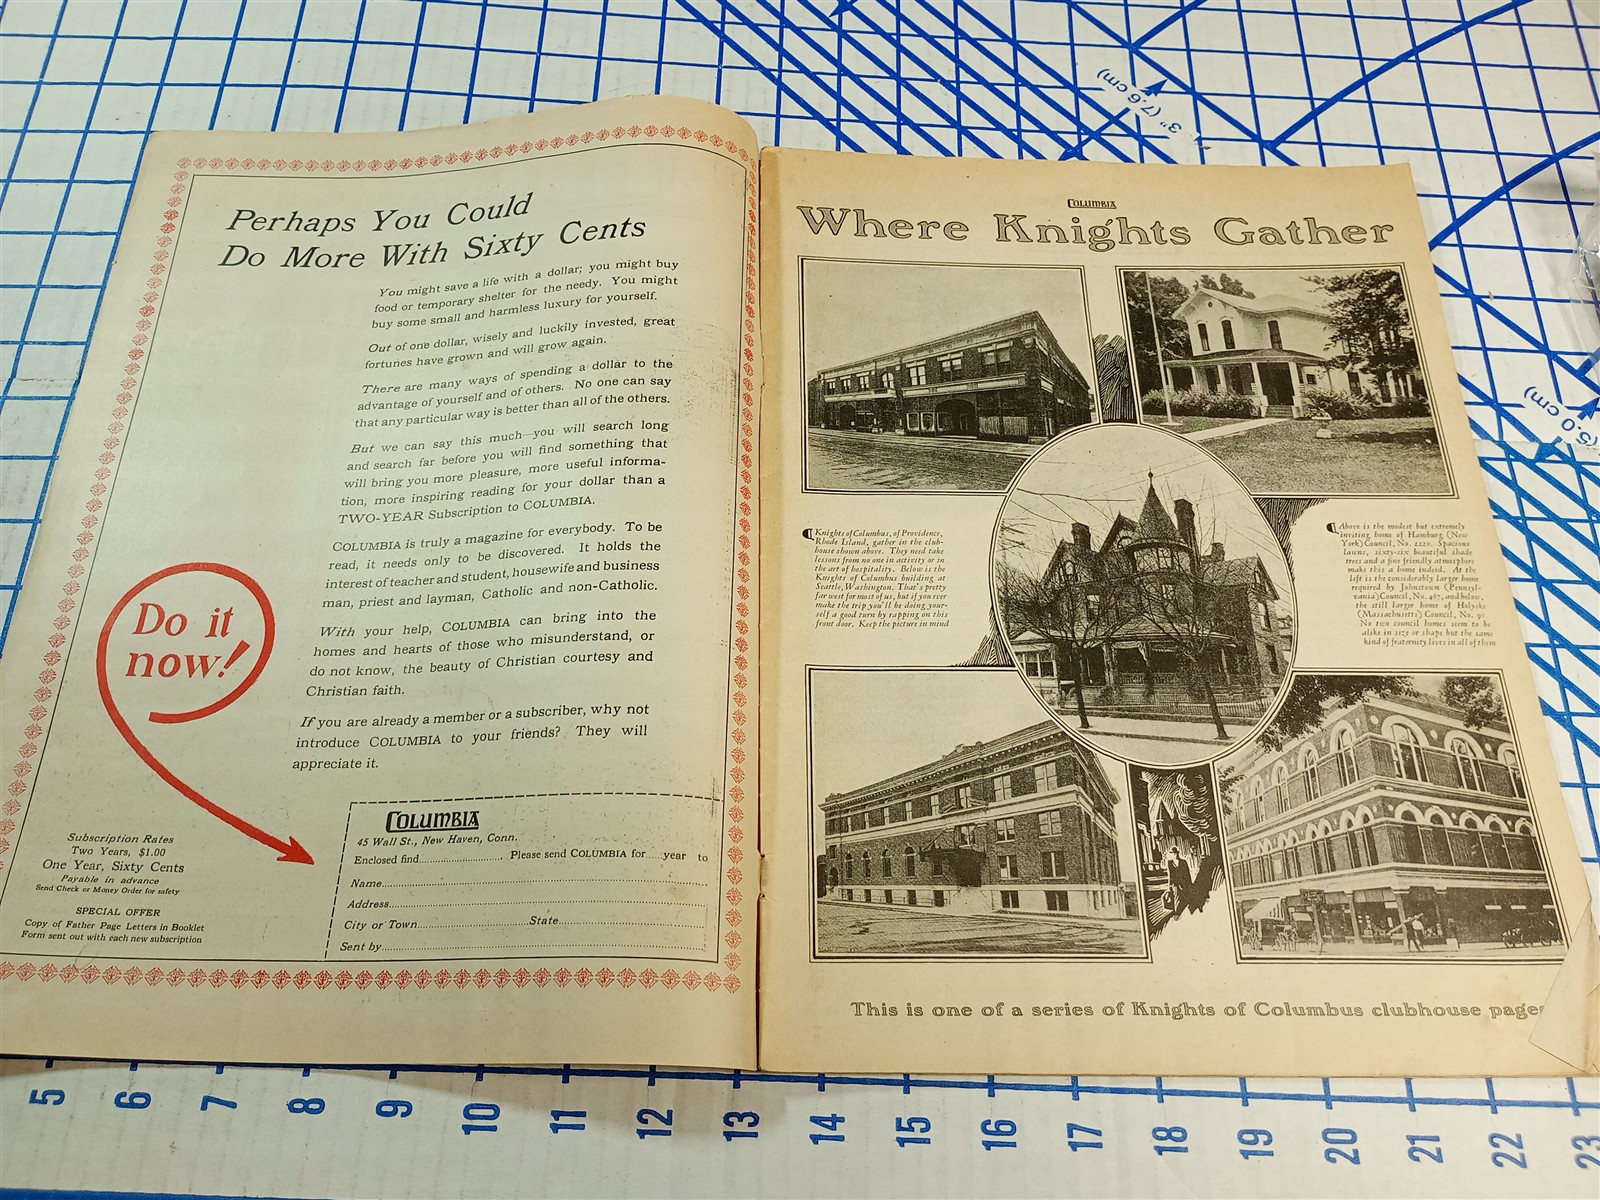 Perhaps You Could
Do More With Sixty Cents
You might save a life with a dollar; you might buy
food or temporary shelter for the needy. You might
buy some small and harmless luxury for yourself.
Out of one dollar, wisely and luckily invested, great
fortunes have grown and will grow again.
There are many ways of spending a dollar to the
advantage of yourself and of others. No one can say
that any particular way is better than all of the others.
But we can say this much—you will search long
and search far before you will find something that
will bring you more pleasure, more useful informa-
tion, more inspiring reading for your dollar than a
TWO-YEAR Subscription to COLUMBIA.
COLUMBIA is truly a magazine for everybody. To be
read, it needs only to be discovered. It holds the
interest of teacher and student, housewife and business
man, priest and layman, Catholic and non-Catholic.
With your help, COLUMBIA can bring into the
homes and hearts of those who misunderstand, or
do not know, the beauty of Christian courtesy and
Christian faith.
If you are already a member or a subscriber, why not
introduce COLUMBIA to your friends? They will
appreciate it.
Do it
now!
Subscription Rates
Two Years, $1.00
One Year, Sixty Cents
Payable in advance
Send Check or Money Order for safety
SPECIAL OFFER
Copy of Father Page Letters in Booklet
Form sent out with each new subscription
COLUMBIA
45 Wall St., New Haven, Conn.
Enclosed find........................ Please send COLUMBIA for.....year to
Name
Address
City or Town State
Sent by
COLUMBIA
Where Knights Gather
Knights of Columbus, of Providence,
Rhode Island, gather in the club-
house shown above. They need take
lessons from no one in activity or in
the art of hospitality. Below is the
Knights of Columbus building at
Seattle, Washington. That's pretty
far west for most of us, but if you ever
make the trip you'll be doing your-
self a good turn by rapping on this
front door. Keep the picture in mind
Above is the modest but extremely
inviting home of Hamburg (New
York) Council, No. 2220. Spacious
lawns, sixty-six beautiful shade
trees and a fine friendly atmosphere
make this a home indeed. At the
left is the considerably larger home
required by Johnstown (Pennsyl-
vania) Council, No. 467, and below,
the still larger home of Holyoke
(Massachusetts) Council, No. 90.
No two council homes seem to be
alike in size or shape but the same
kind of fraternity lives in all of them
This is one of a series of Knights of Columbus clubhouse pages
3" (7.6 cm)
(5.0 cm)
5 6 7 8 9 10 11 12 13 14 15 16 17 18 19 20 21 22 23